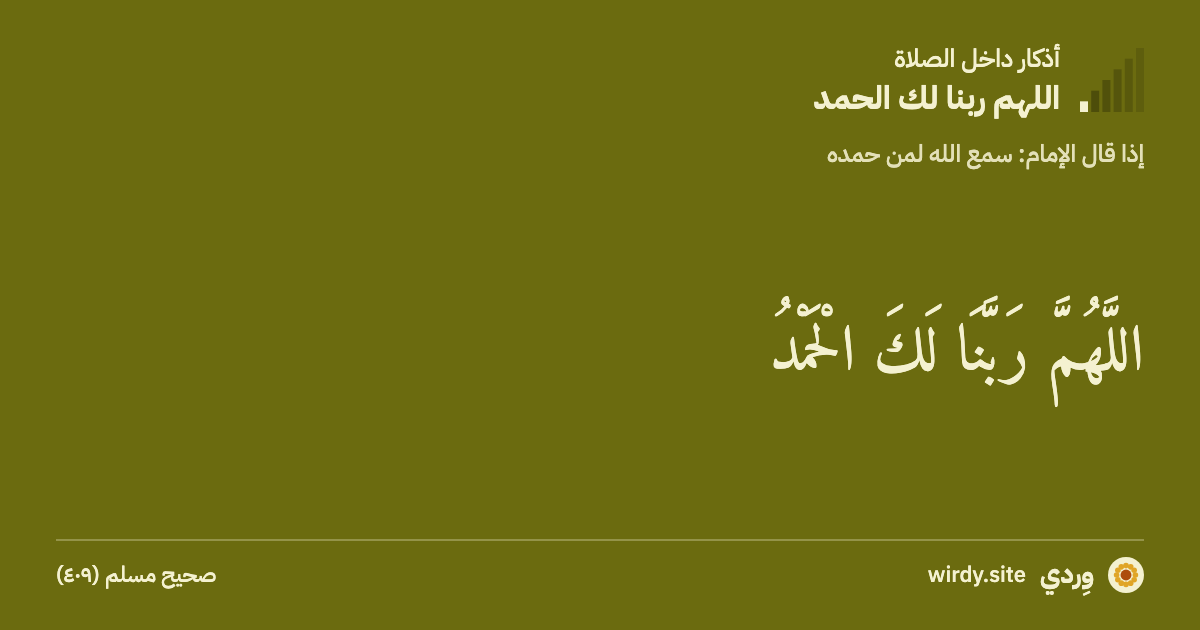 أذكار داخل الصلاة
اللهم ربنا لك الحمد
إذا قال الإمام: سمع الله لمن حمده
اللَّهُمَّ رَبَّنَا لَكَ الْحَمْدُ
وِردي wirdy.site
صحيح مسلم (٤٠٩)